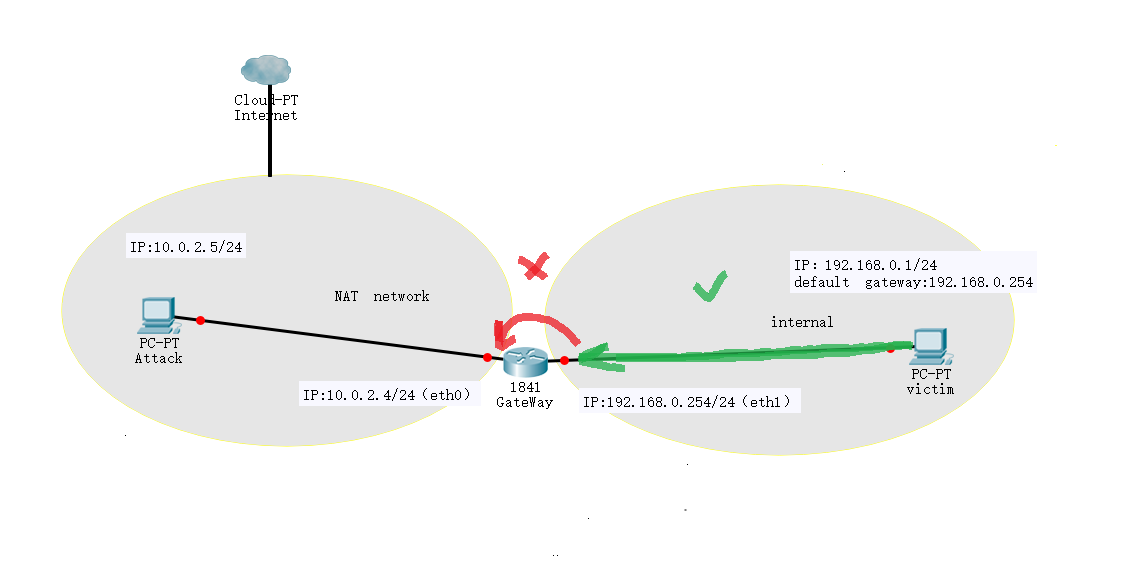 Cloud-PT
Internet
IP:10.0.2.5/24
IP: 192.168.0.1/24
default gateway:192.168.0.254
NAT network
internal
PC-PT
Attack
PC-PT
victim
1841
GateWay
IP:10.0.2.4/24（eth0）
IP:192.168.0.254/24（eth1）